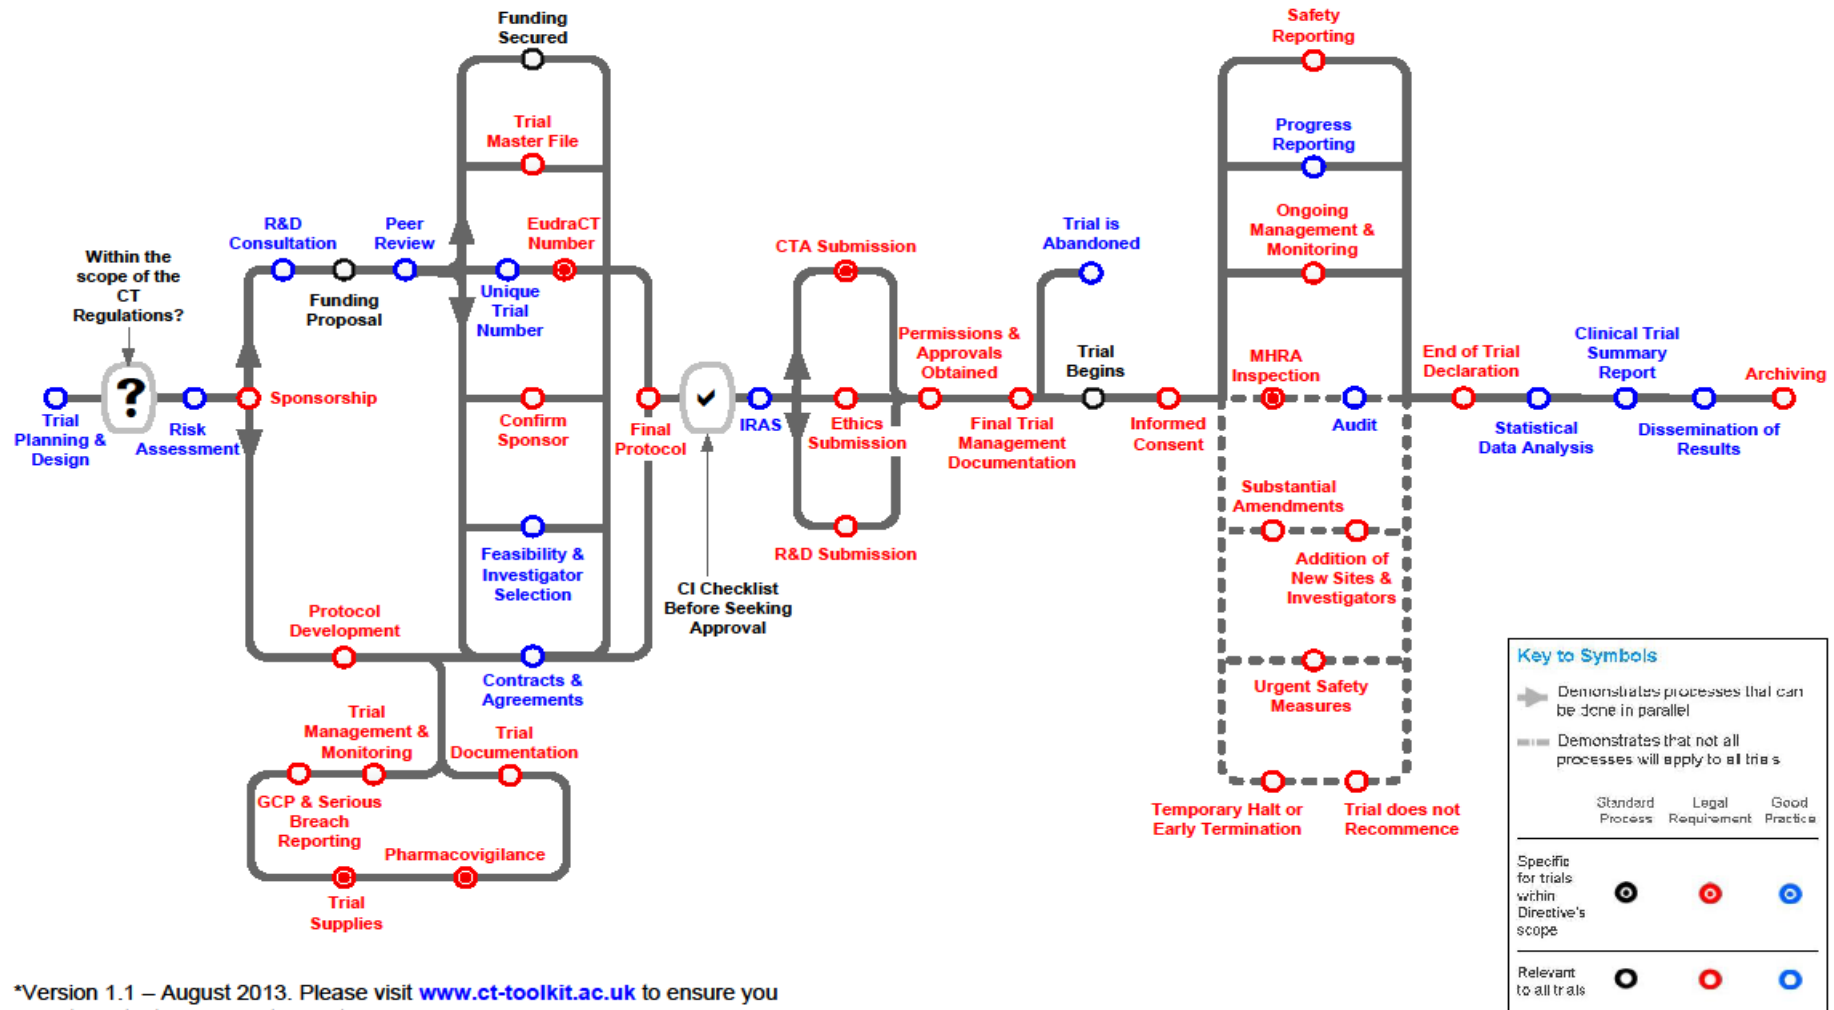 Funding
Secured
Safety
Reporting
Trial
Master File
Progress
Reporting
R&D
Consultation
Peer
Review
EudraCT
Number
Ongoing
Management &
Monitoring
Trial is
Abandoned
CTA Submission
Within the
scope of the
CT
Regulations?
Funding
Proposal
Unique
Trial
Number
Permissions &
Approvals
Obtained
Trial
Begins
MHRA
Inspection
End of Trial
Declaration
Clinical Trial
Summary
Report
Archiving
?
Sponsorship
Trial
Planning &
Design
Risk
Assessment
Confirm
Sponsor
Final
Protocol
IRAS
Ethics
Submission
Final Trial
Management
Documentation
Informed
Consent
Audit
Statistical
Data Analysis
Dissemination of
Results
Substantial
Amendments
R&D Submission
Feasibility &
Investigator
Selection
Addition of
New Sites &
Investigators
CI Checklist
Before Seeking
Approval
Protocol
Development
Contracts &
Agreements
Urgent Safety
Measures
Trial
Management &
Monitoring
Trial
Documentation
GCP & Serious
Breach
Reporting
Pharmacovigilance
Trial
Supplies
Temporary Halt or
Early Termination
Trial does not
Recommence
Key to Symbols
Demonstrates processes that can
be done in parallel
Demonstrates that not all
processes will apply to all trials
Standard
Process
Legal
Requirement
Good
Practice
Specific
for trials
within
Directive's
scope
Relevant
to all trials
*Version 1.1 – August 2013. Please visit www.ct-toolkit.ac.uk to ensure you